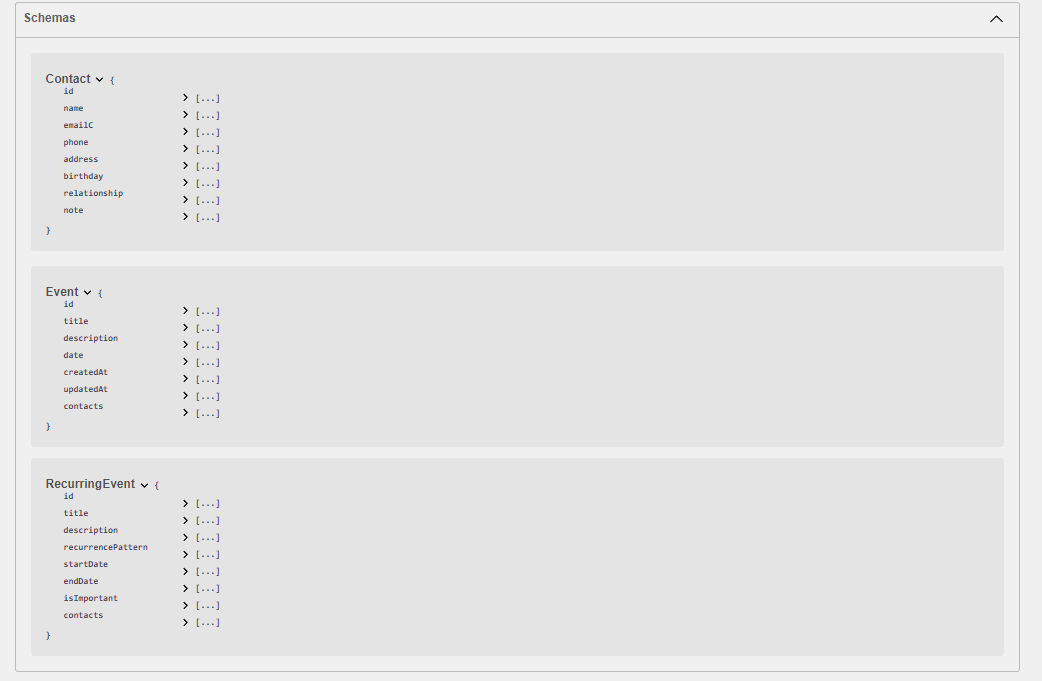 Schemas
Contact {
id [...]
name [...]
emailC [...]
phone [...]
address [...]
birthday [...]
relationship [...]
note [...]
}
Event {
id [...]
title [...]
description [...]
date [...]
createdAt [...]
updatedAt [...]
contacts [...]
}
RecurringEvent {
id [...]
title [...]
description [...]
recurrencePattern [...]
startDate [...]
endDate [...]
isImportant [...]
contacts [...]
}